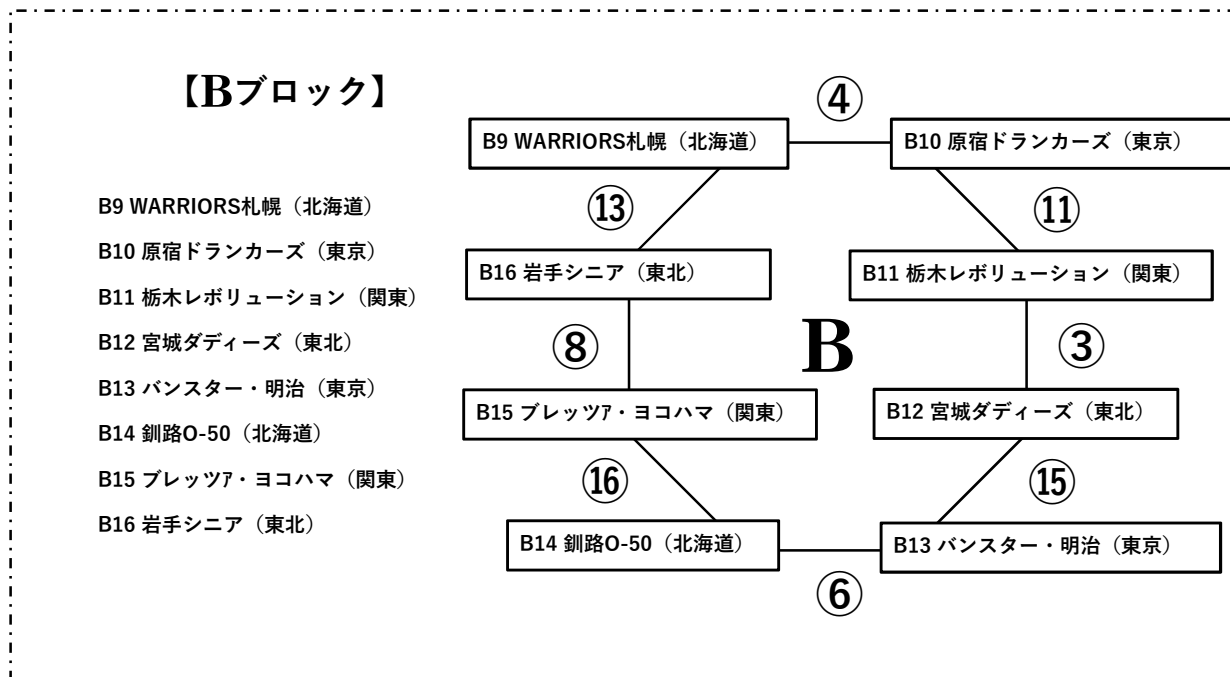 【Bブロック】
B9 WARRIORS札幌（北海道）
B10 原宿ドランカーズ（東京）
B11 栃木レボリューション（関東）
B12 宮城ダディーズ（東北）
B13 バンスター・明治（東京）
B14 釧路O-50（北海道）
B15 ブレッツｱ・ヨコハマ（関東）
B16 岩手シニア（東北）
④
B9 WARRIORS札幌（北海道）
B10 原宿ドランカーズ（東京）
⑬
⑪
B16 岩手シニア（東北）
B11 栃木レボリューション（関東）
⑧
B
③
B15 ブレッツｱ・ヨコハマ（関東）
B12 宮城ダディーズ（東北）
⑯
⑮
B14 釧路O-50（北海道）
B13 バンスター・明治（東京）
⑥